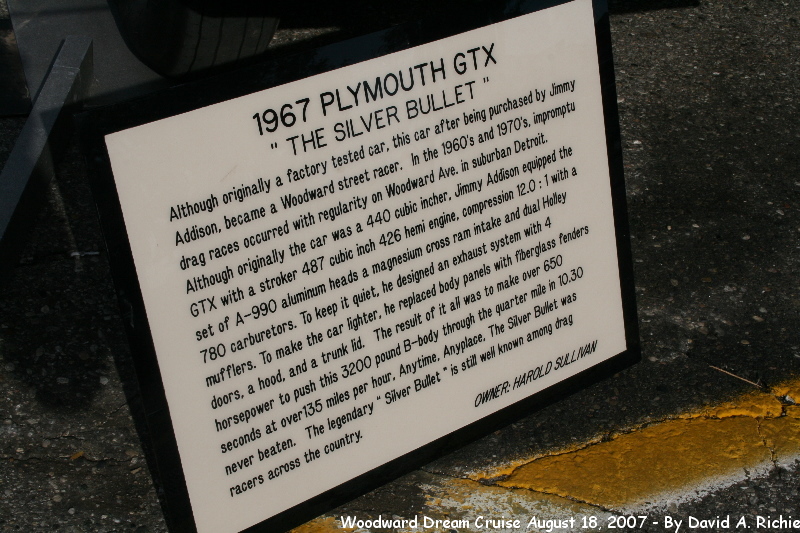 1967 PLYMOUTH GTX
" THE SILVER BULLET "
Although originally a factory tested car, this car after being purchased by Jimmy
Addison, became a Woodward street racer. In the 1960's and 1970's, impromptu
drag races occurred with regularity on Woodward Ave. in suburban Detroit.
Although originally the car was a 440 cubic incher, Jimmy Addison equipped the
GTX with a stroker 487 cubic inch 426 hemi engine, compression 12.0 : 1 with a
set of A-990 aluminum heads a magnesium cross ram intake and dual Holley
780 carburetors. To keep it quiet, he designed an exhaust system with 4
mufflers. To make the car lighter, he replaced body panels with fiberglass fenders
doors, a hood, and a trunk lid. The result of it all was to make over 650
horsepower to push this 3200 pound B-body through the quarter mile in 10.30
seconds at over135 miles per hour, Anytime, Anyplace, The Silver Bullet was
never beaten. The legendary " Silver Bullet " is still well known among drag
racers across the country.
OWNER: HAROLD SULLIVAN
Woodward Dream Cruise August 18, 2007 - By David A. Richie